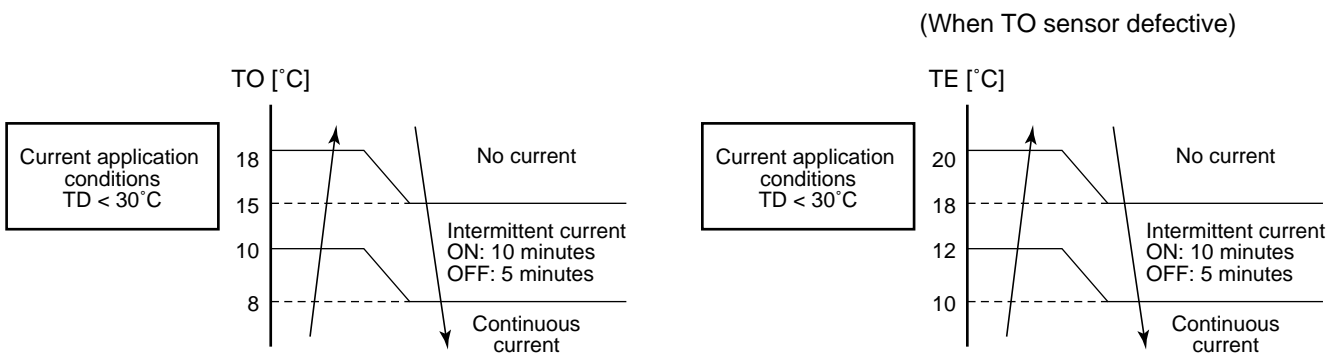 (When TO sensor defective)
TO [˚C]
Current application
conditions
TD < 30˚C
18
15
10
8
No current
Intermittent current
ON: 10 minutes
OFF: 5 minutes
Continuous
current
TE [˚C]
Current application
conditions
TD < 30˚C
20
18
12
10
No current
Intermittent current
ON: 10 minutes
OFF: 5 minutes
Continuous
current